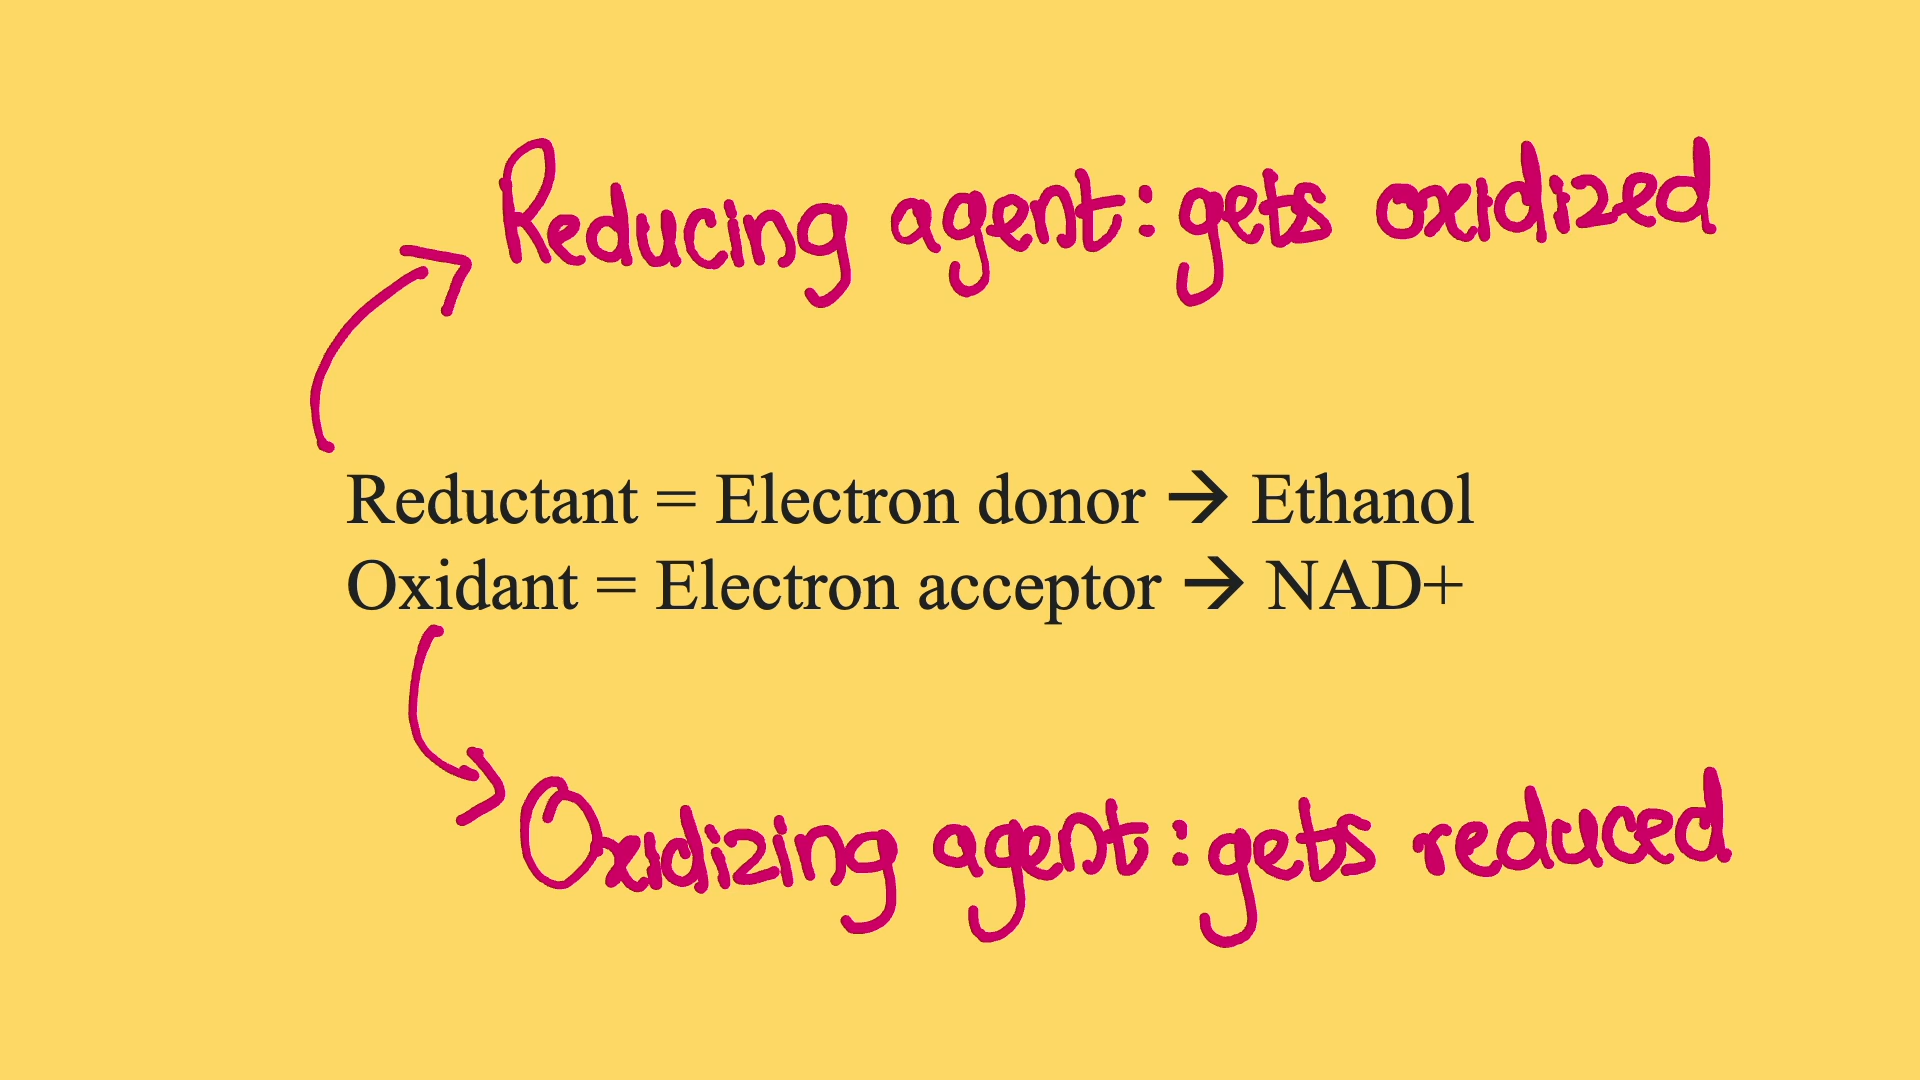 Reducing agent: gets oxidized
Reductant = Electron donor → Ethanol
Oxidant = Electron acceptor → NAD+
Oxidizing agent: gets reduced